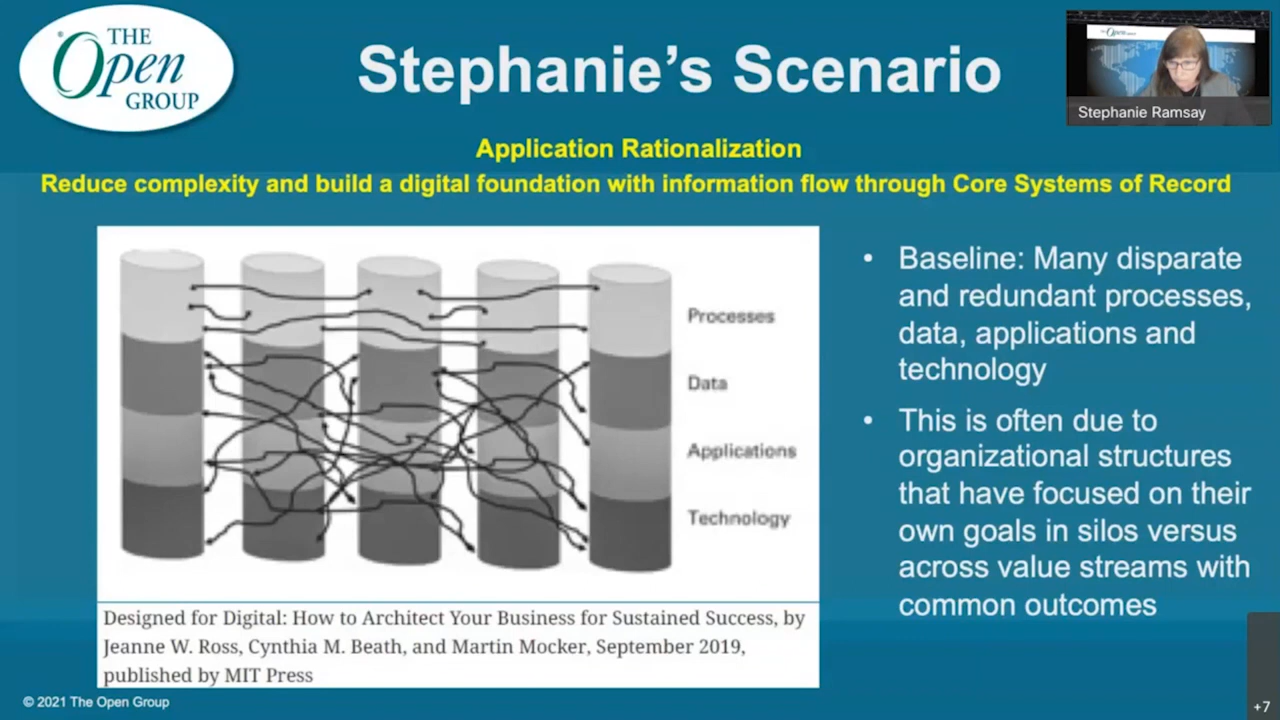 THE
Open
GROUP
Stephanie's Scenario
Stephanie Ramsay
Application Rationalization
Reduce complexity and build a digital foundation with information flow through Core Systems of Record
Processes
Data
Applications
Technology
Designed for Digital: How to Architect Your Business for Sustained Success, by
Jeanne W. Ross, Cynthia M. Beath, and Martin Mocker, September 2019,
published by MIT Press
• Baseline: Many disparate
and redundant processes,
data, applications and
technology
• This is often due to
organizational structures
that have focused on their
own goals in silos versus
across value streams with
common outcomes
© 2021 The Open Group
+7